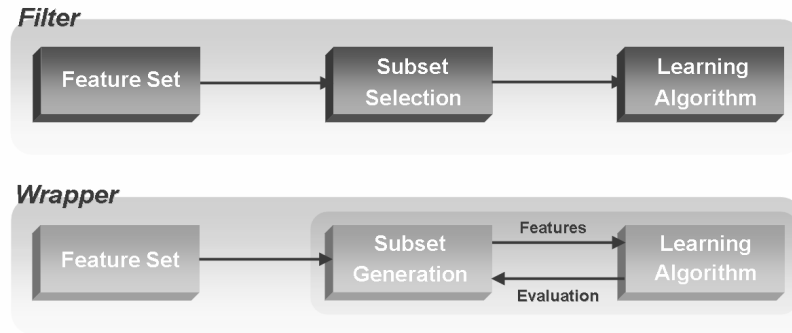 Filter
Feature Set
Subset
Selection
Learning
Algorithm
Wrapper
Feature Set
Subset
Generation
Features
Evaluation
Learning
Algorithm